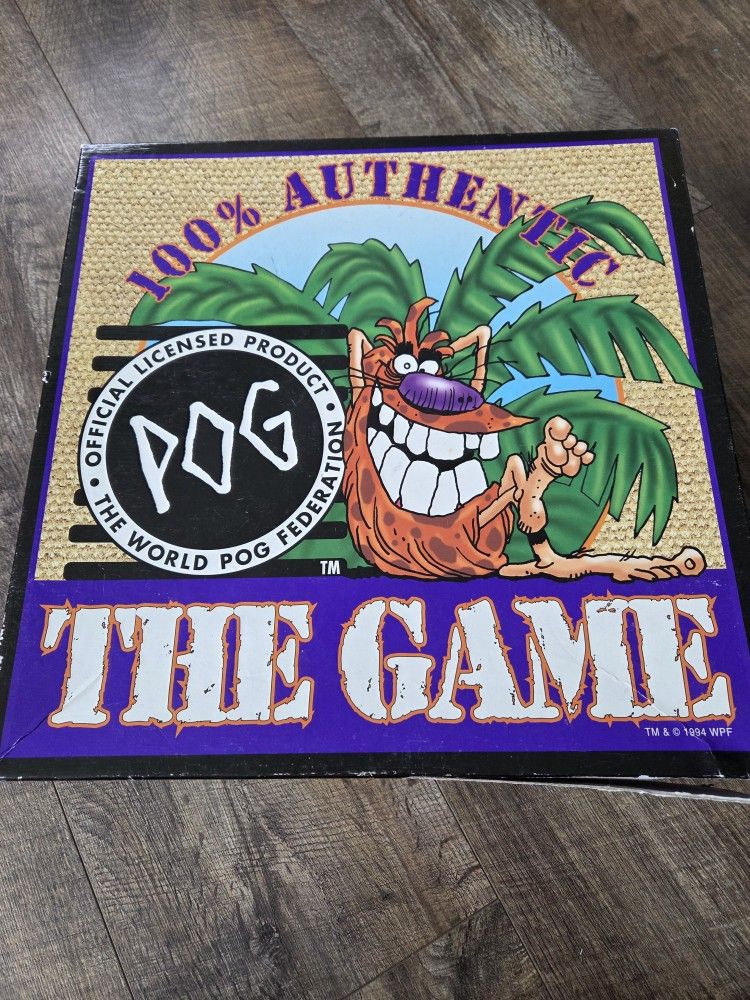 100% AUTHENTIC
• OFFICIAL LICENSED PRODUCT •
POG
THE WORLD POG FEDERATION
TM
THE GAME
TM & © 1994 WPF